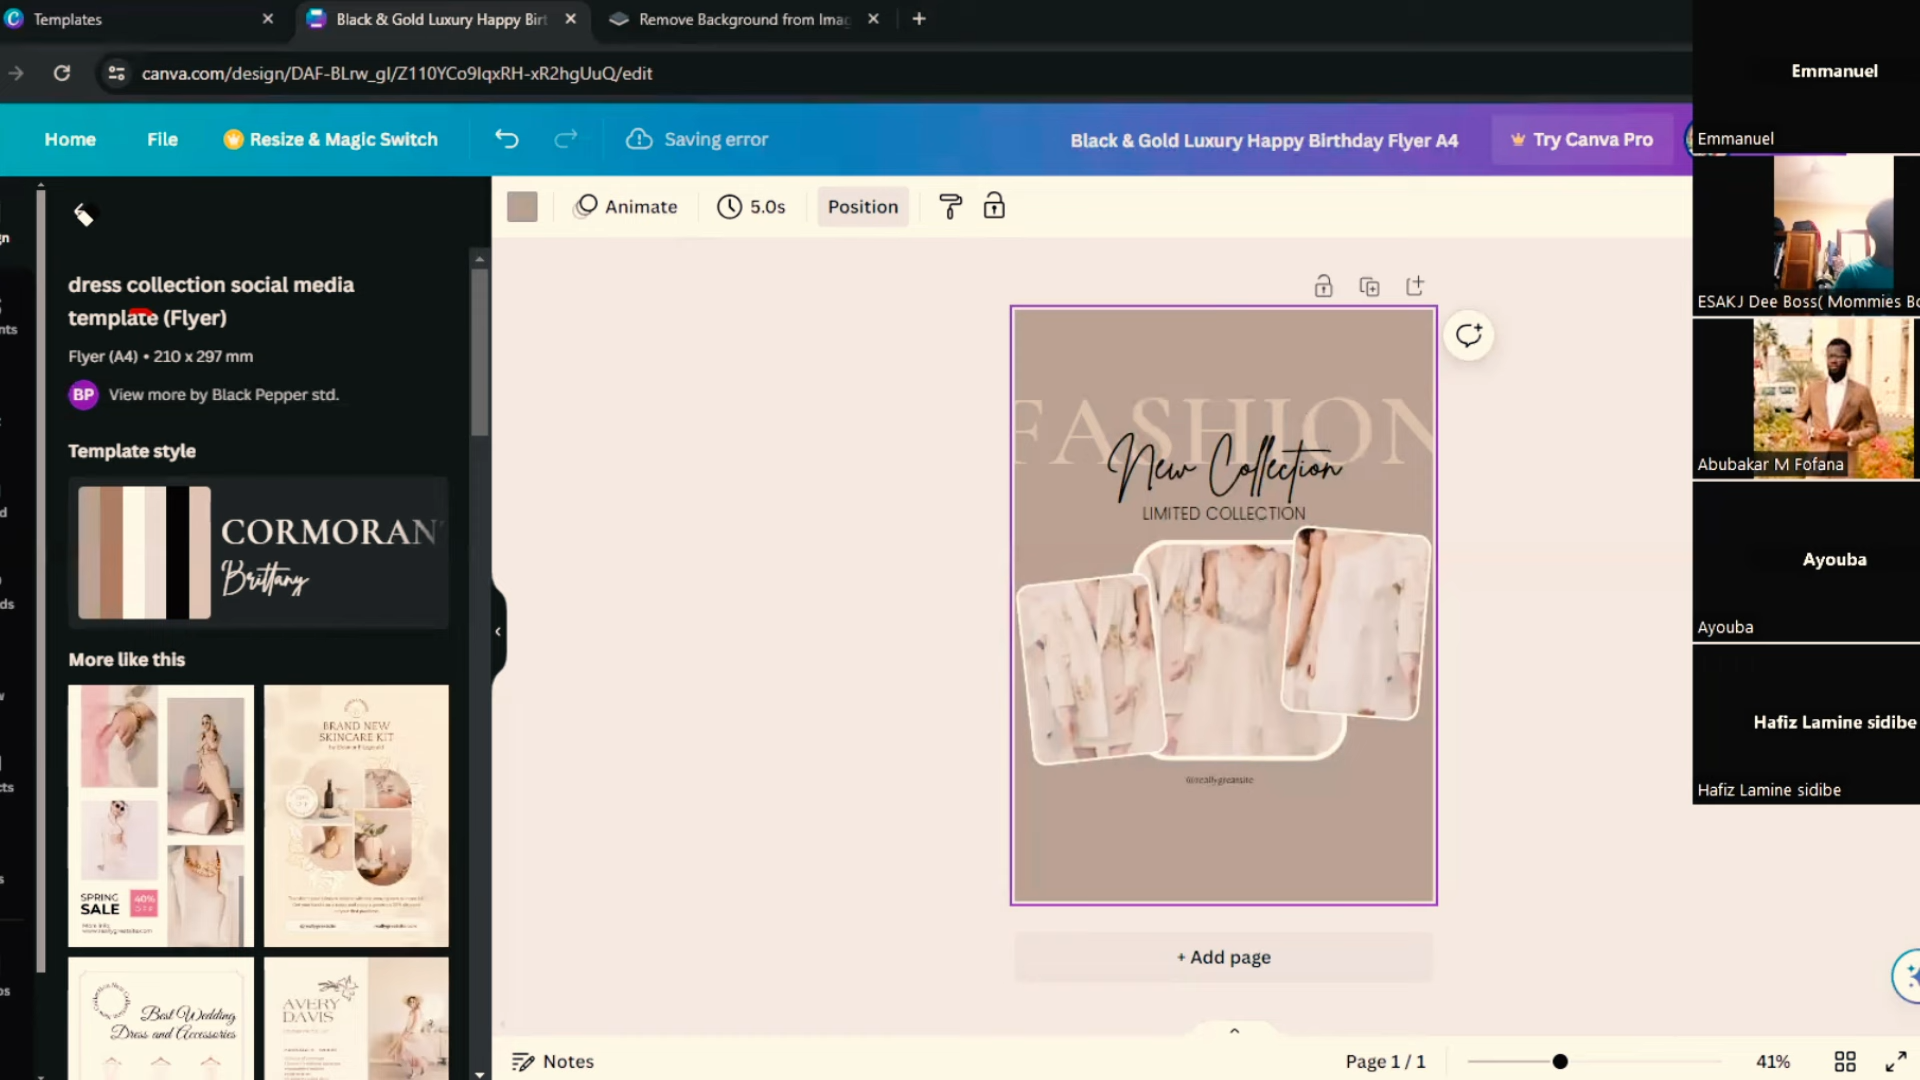 Templates
Black & Gold Luxury Happy Birt
Remove Background from Imag
canva.com/design/DAF-BLrw_gI/Z110YCo9IqxRH-xR2hgUuQ/edit
Home
File
Resize & Magic Switch
Saving error
Black & Gold Luxury Happy Birthday Flyer A4
Try Canva Pro
Animate
5.0s
Position
dress collection social media
template (Flyer)
Flyer (A4) • 210 x 297 mm
BP
View more by Black Pepper std.
Template style
CORMORAN
Brittany
More like this
SPRING
SALE
40%
OFF
BRAND NEW
SKINCARE KIT
Best Wedding
Dress and Accessories
AVERY
DAVIS
FASHION
New Collection
LIMITED COLLECTION
@reallygreatsite
+ Add page
Notes
Page 1 / 1
41%
Emmanuel
Emmanuel
ESAKJ Dee Boss( Mommies Bo
Abubakar M Fofana
Ayouba
Ayouba
Hafiz Lamine sidibe
Hafiz Lamine sidibe